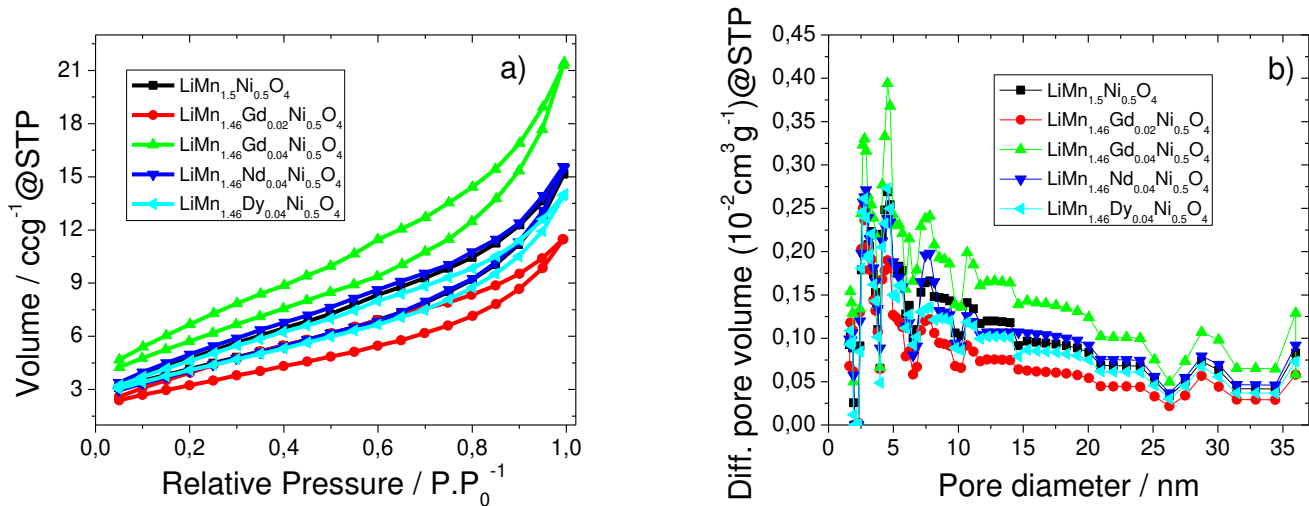 a)
Volume / ccg⁻¹@STP
21
18
15
12
9
6
3
LiMn₁.₅Ni₀.₅O₄
LiMn₁.₄₆Gd₀.₀₂Ni₀.₅O₄
LiMn₁.₄₆Gd₀.₀₄Ni₀.₅O₄
LiMn₁.₄₆Nd₀.₀₄Ni₀.₅O₄
LiMn₁.₄₆Dy₀.₀₄Ni₀.₅O₄
0,0 0,2 0,4 0,6 0,8 1,0
Relative Pressure / P.P₀⁻¹
b)
Diff. pore volume (10⁻²cm³g⁻¹)@STP
0,45
0,40
0,35
0,30
0,25
0,20
0,15
0,10
0,05
0,00
LiMn₁.₅Ni₀.₅O₄
LiMn₁.₄₆Gd₀.₀₂Ni₀.₅O₄
LiMn₁.₄₆Gd₀.₀₄Ni₀.₅O₄
LiMn₁.₄₆Nd₀.₀₄Ni₀.₅O₄
LiMn₁.₄₆Dy₀.₀₄Ni₀.₅O₄
0 5 10 15 20 25 30 35
Pore diameter / nm